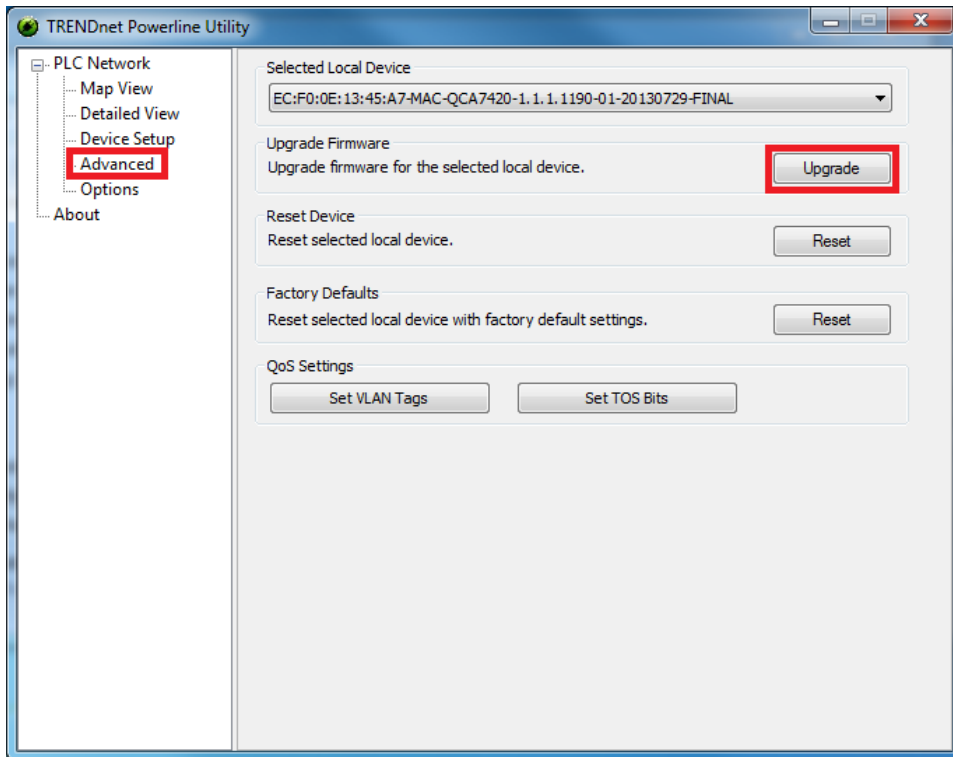 TRENDnet Powerline Utility
PLC Network
Map View
Detailed View
Device Setup
Advanced
Options
About
Selected Local Device
EC:F0:0E:13:45:A7-MAC-QCA7420-1.1.1.1190-01-20130729-FINAL
Upgrade Firmware
Upgrade firmware for the selected local device.
Upgrade
Reset Device
Reset selected local device.
Reset
Factory Defaults
Reset selected local device with factory default settings.
Reset
QoS Settings
Set VLAN Tags
Set TOS Bits